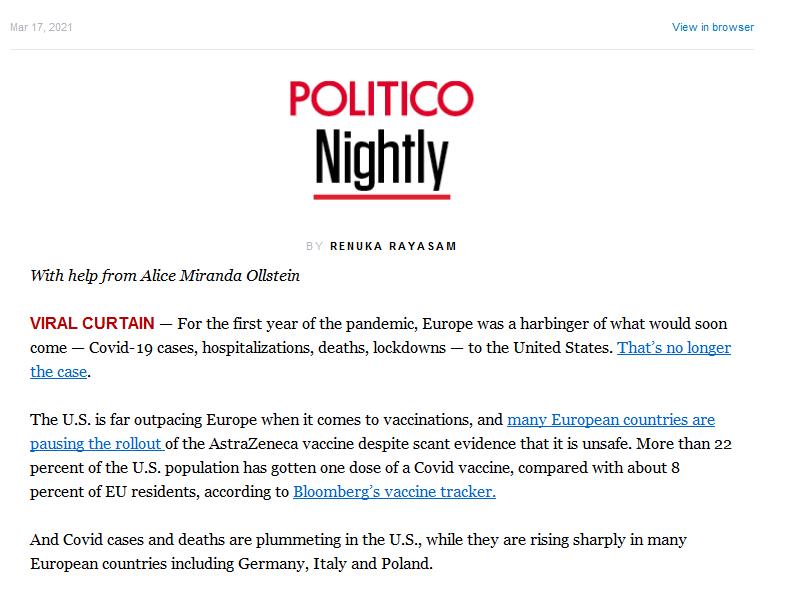 Mar 17, 2021
View in browser
POLITICO
Nightly
BY RENUKA RAYASAM
With help from Alice Miranda Ollstein
VIRAL CURTAIN — For the first year of the pandemic, Europe was a harbinger of what would soon
come — Covid-19 cases, hospitalizations, deaths, lockdowns — to the United States. That’s no longer
the case.
The U.S. is far outpacing Europe when it comes to vaccinations, and many European countries are
pausing the rollout of the AstraZeneca vaccine despite scant evidence that it is unsafe. More than 22
percent of the U.S. population has gotten one dose of a Covid vaccine, compared with about 8
percent of EU residents, according to Bloomberg’s vaccine tracker.
And Covid cases and deaths are plummeting in the U.S., while they are rising sharply in many
European countries including Germany, Italy and Poland.